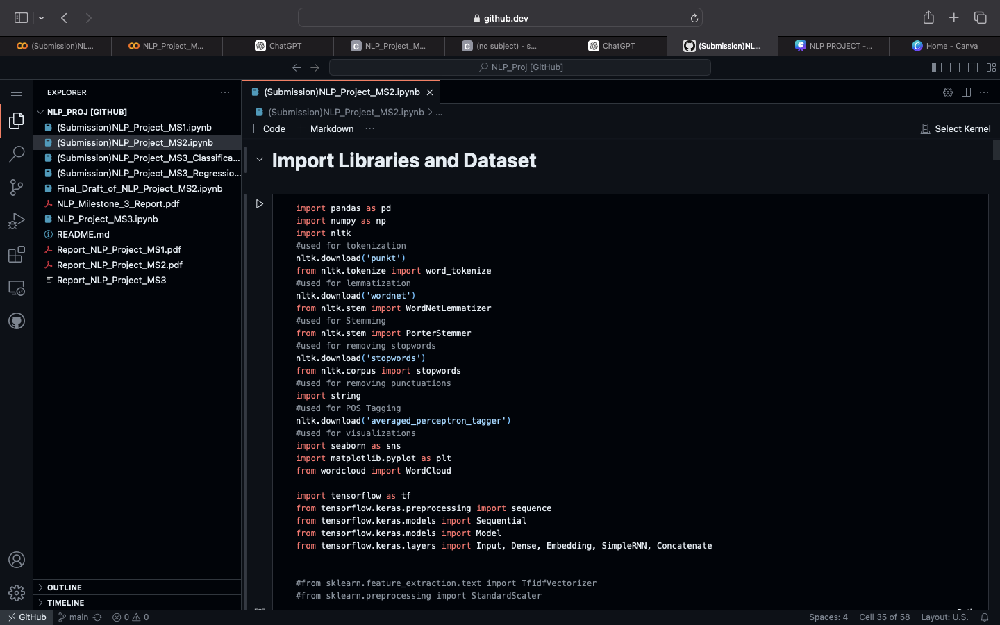 github.dev
(Submission)NL...
NLP_Project_M...
ChatGPT
NLP_Project_M...
(no subject) - s...
ChatGPT
(Submission)NL...
NLP PROJECT -...
Home - Canva
NLP_Proj [GitHub]
EXPLORER
NLP_PROJ [GITHUB]
(Submission)NLP_Project_MS1.ipynb
(Submission)NLP_Project_MS2.ipynb
(Submission)NLP_Project_MS3_Classifica...
(Submission)NLP_Project_MS3_Regressio...
Final_Draft_of_NLP_Project_MS2.ipynb
NLP_Milestone_3_Report.pdf
NLP_Project_MS3.ipynb
README.md
Report_NLP_Project_MS1.pdf
Report_NLP_Project_MS2.pdf
Report_NLP_Project_MS3
OUTLINE
TIMELINE
(Submission)NLP_Project_MS2.ipynb
(Submission)NLP_Project_MS2.ipynb > ...
+ Code + Markdown ...
Select Kernel
Import Libraries and Dataset
import pandas as pd
import numpy as np
import nltk
#used for tokenization
nltk.download('punkt')
from nltk.tokenize import word_tokenize
#used for lemmatization
nltk.download('wordnet')
from nltk.stem import WordNetLemmatizer
#used for Stemming
from nltk.stem import PorterStemmer
#used for removing stopwords
nltk.download('stopwords')
from nltk.corpus import stopwords
#used for removing punctuations
import string
#used for POS Tagging
nltk.download('averaged_perceptron_tagger')
#used for visualizations
import seaborn as sns
import matplotlib.pyplot as plt
from wordcloud import WordCloud
import tensorflow as tf
from tensorflow.keras.preprocessing import sequence
from tensorflow.keras.models import Sequential
from tensorflow.keras.models import Model
from tensorflow.keras.layers import Input, Dense, Embedding, SimpleRNN, Concatenate
#from sklearn.feature_extraction.text import TfidfVectorizer
#from sklearn.preprocessing import StandardScaler
GitHub
main
0
0
Spaces: 4
Cell 35 of 58
Layout: U.S.